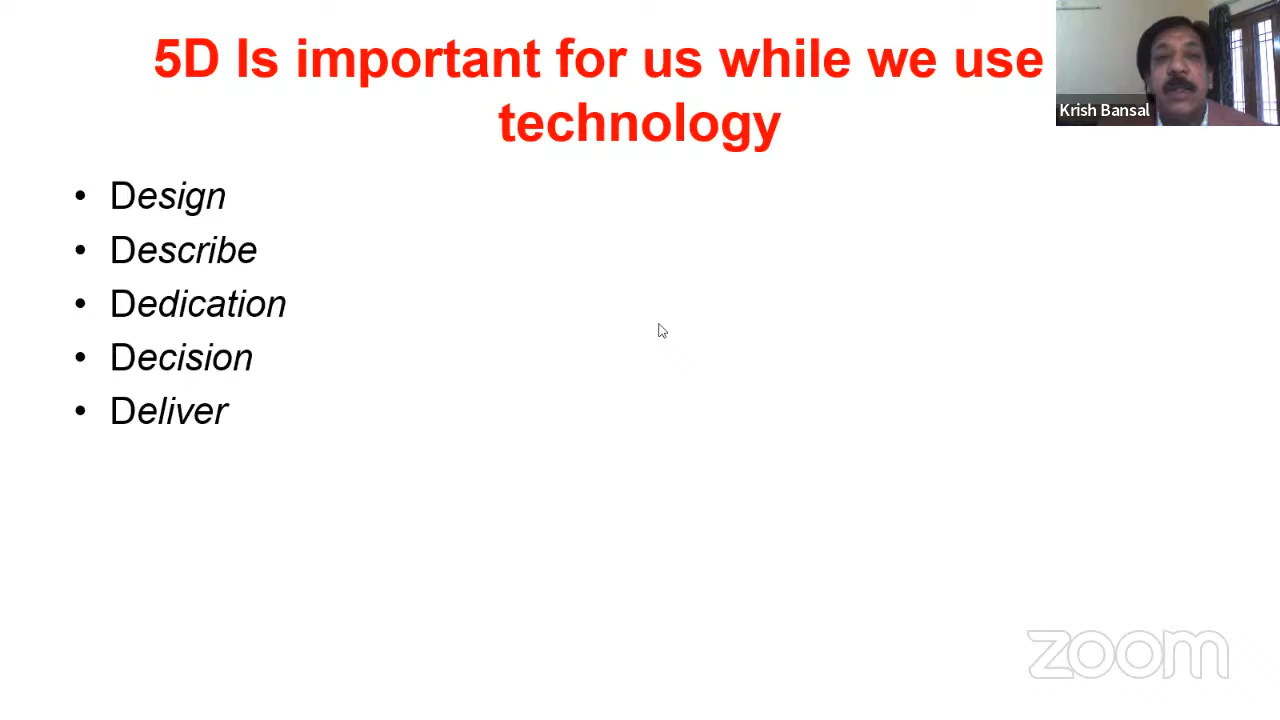 5D Is important for us while we use
technology
Krish Bansal
• Design
• Describe
• Dedication
• Decision
• Deliver
zoom